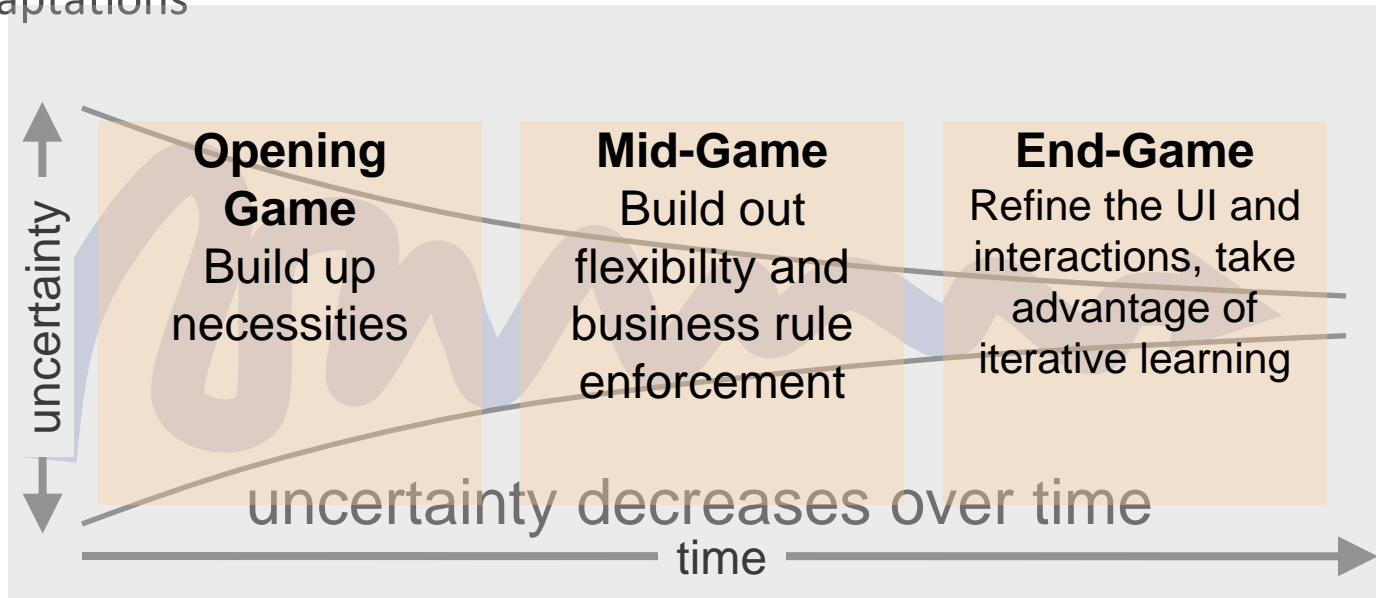 aptations
Opening
Game
Build up
necessities
Mid-Game
Build out
flexibility and
business rule
enforcement
End-Game
Refine the UI and
interactions, take
advantage of
iterative learning
uncertainty
uncertainty decreases over time
time